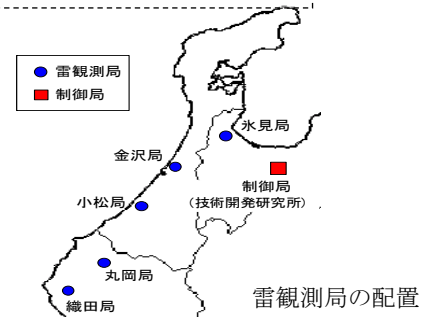 雷観測局
制御局
氷見局
金沢局
制御局
(技術開発研究所)
小松局
丸岡局
織田局
雷観測局の配置